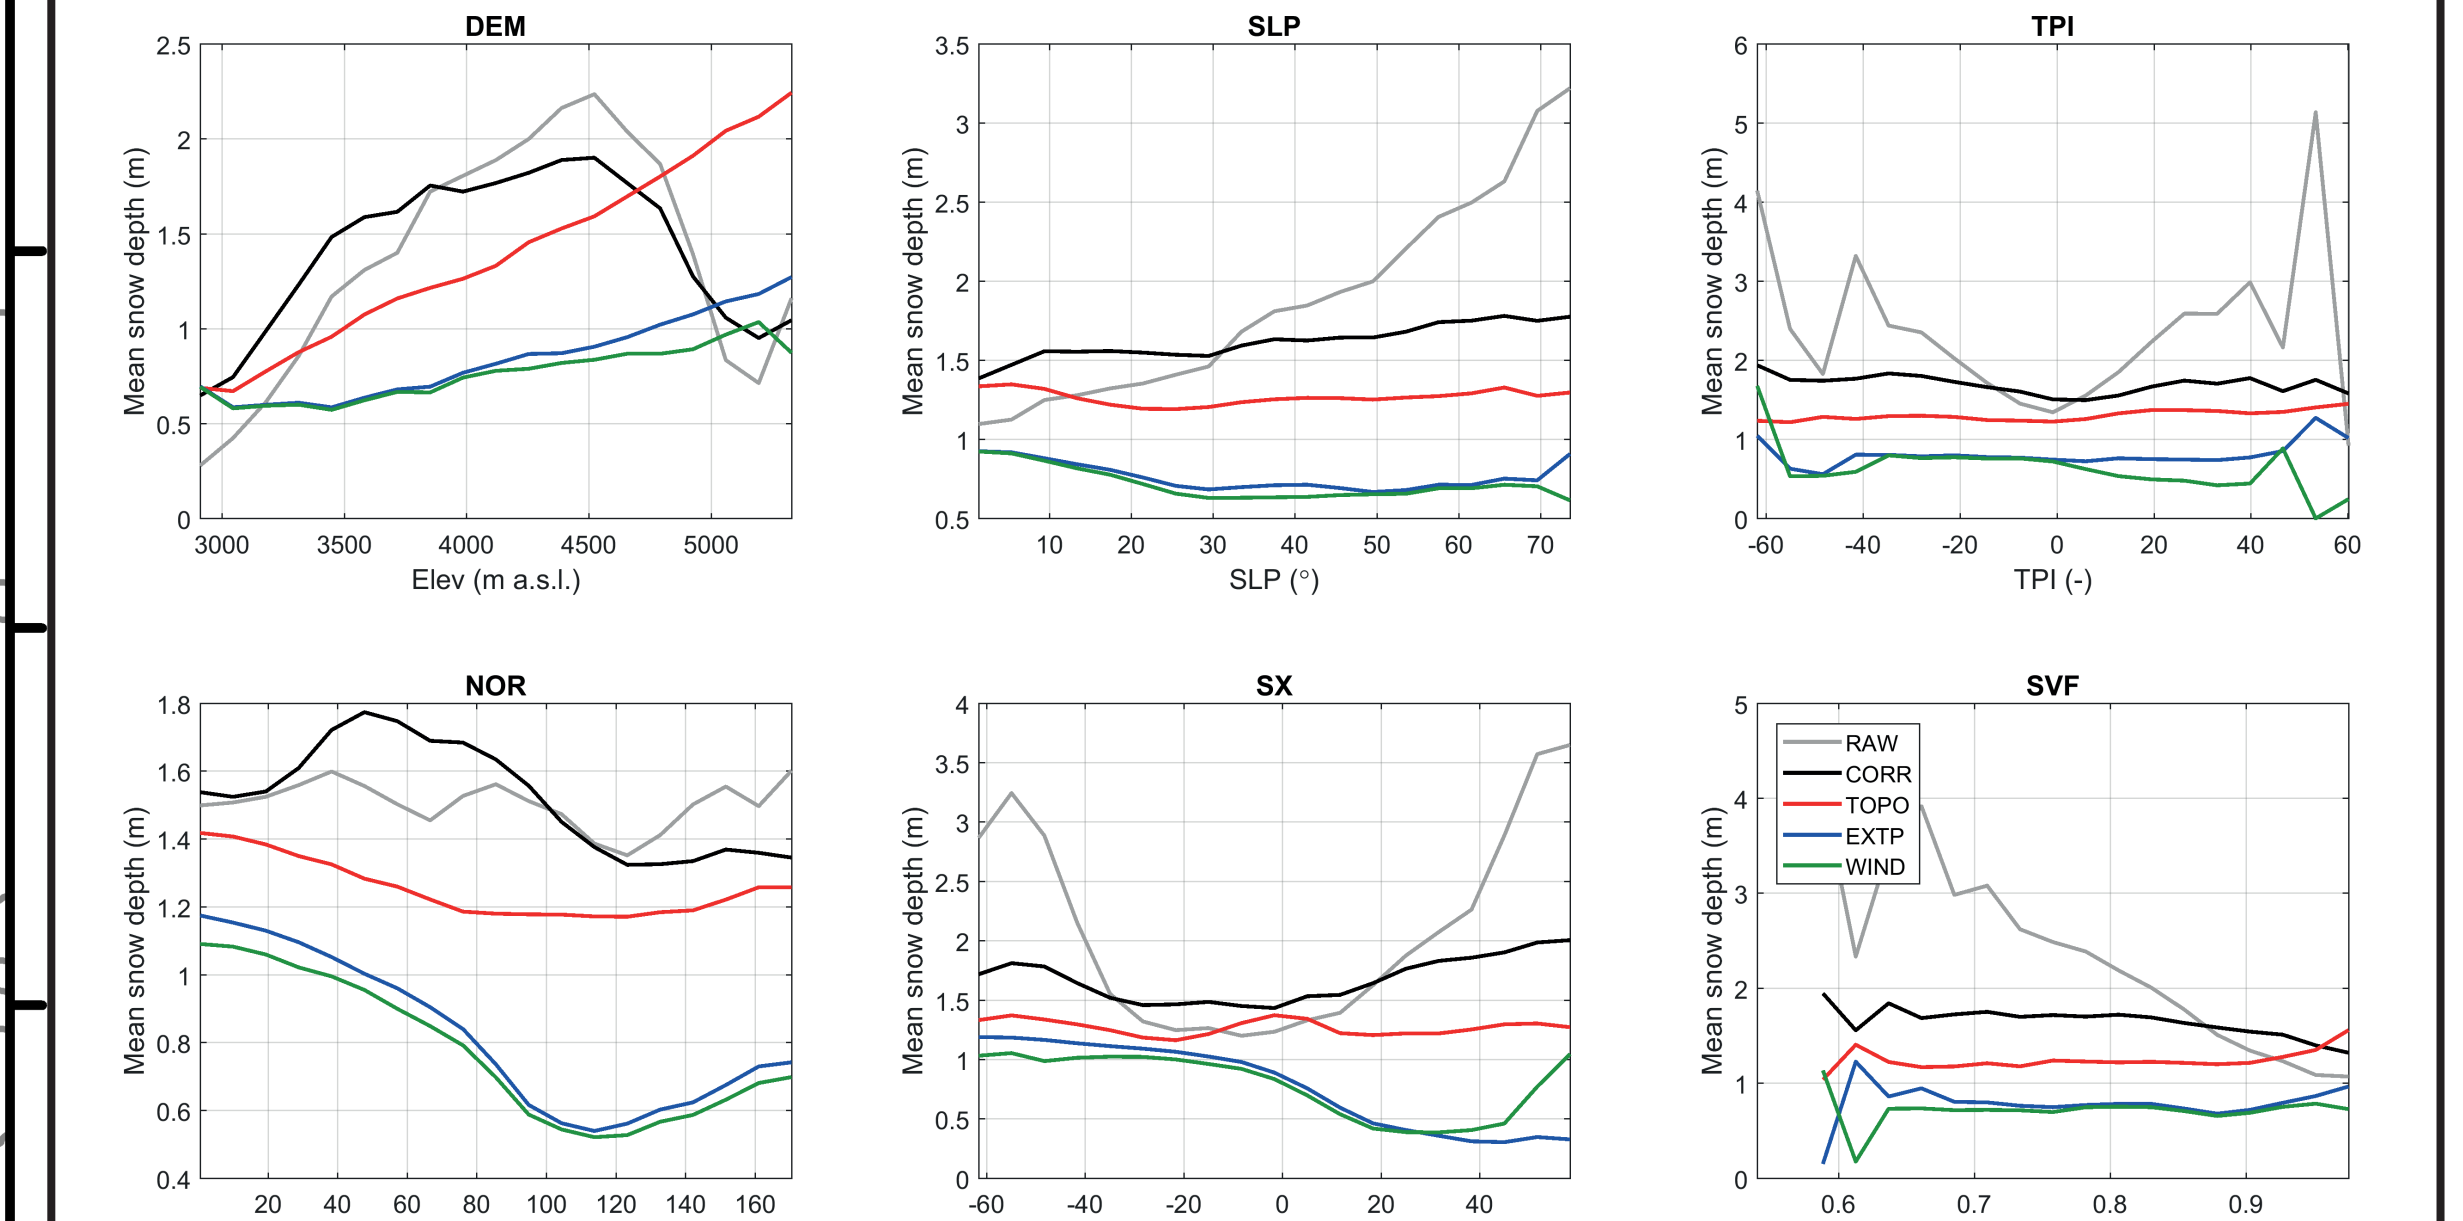 DEM
2.5
2
1.5
1
0.5
0
Mean snow depth (m)
3000 3500 4000 4500 5000
Elev (m a.s.l.)
SLP
3.5
3
2.5
2
1.5
1
0.5
Mean snow depth (m)
10 20 30 40 50 60 70
SLP (°)
TPI
6
5
4
3
2
1
0
Mean snow depth (m)
-60 -40 -20 0 20 40 60
TPI (-)
NOR
1.8
1.6
1.4
1.2
1
0.8
0.6
0.4
Mean snow depth (m)
20 40 60 80 100 120 140 160
SX
4
3.5
3
2.5
2
1.5
1
0.5
0
Mean snow depth (m)
-60 -40 -20 0 20 40
SVF
5
4
3
2
1
0
Mean snow depth (m)
RAW
CORR
TOPO
EXTP
WIND
0.6 0.7 0.8 0.9